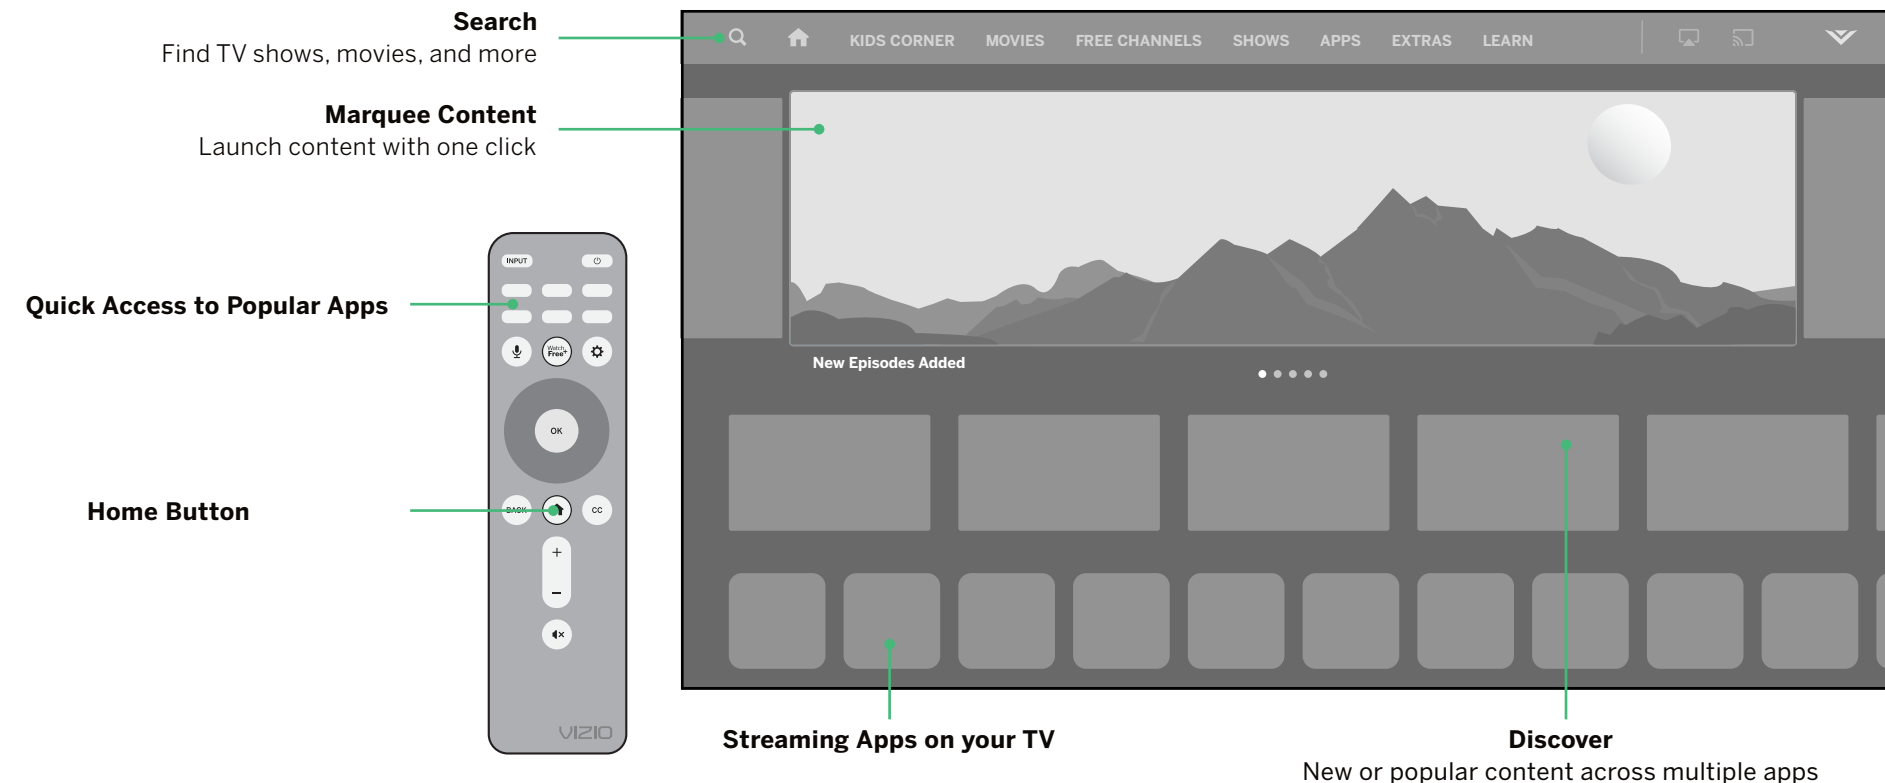 Search
Find TV shows, movies, and more
KIDS CORNER MOVIES FREE CHANNELS SHOWS APPS EXTRAS LEARN
Marquee Content
Launch content with one click
New Episodes Added
INPUT
Quick Access to Popular Apps
Watch
Free+
OK
Home Button
BACK
CC
VIZIO
Streaming Apps on your TV
Discover
New or popular content across multiple apps